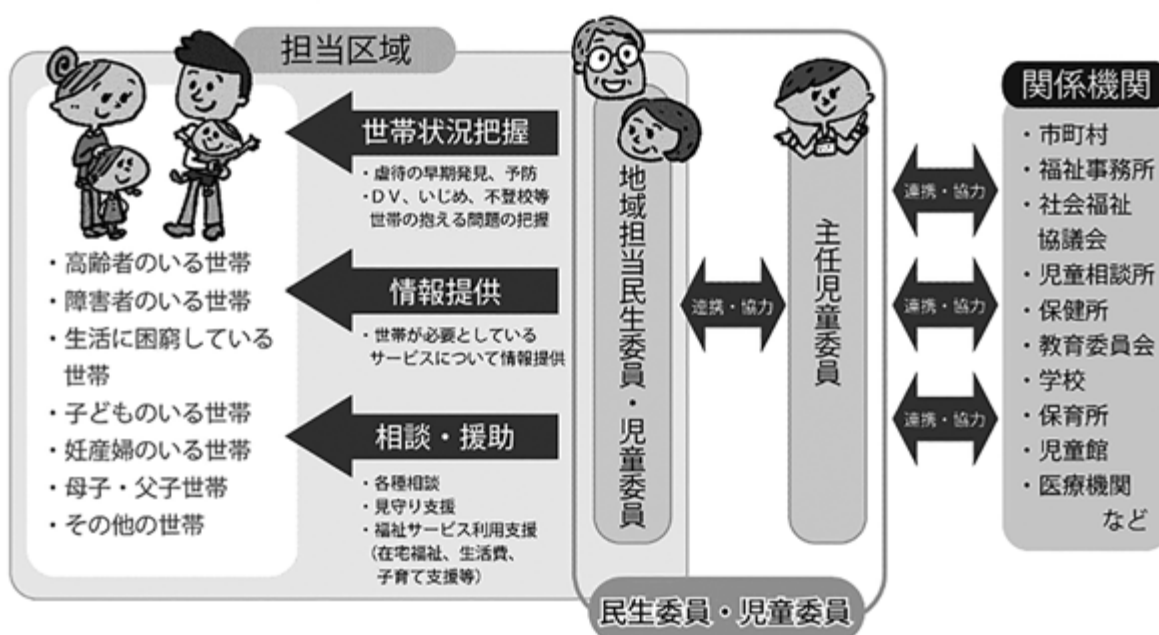 担当区域
・高齢者のいる世帯
・障害者のいる世帯
・生活に困窮している
世帯
・子どものいる世帯
・妊産婦のいる世帯
・母子・父子世帯
・その他の世帯
世帯状況把握
・虐待の早期発見、予防
・DV、いじめ、不登校等
世帯の抱える問題の把握
情報提供
・世帯が必要としている
サービスについて情報提供
相談・援助
・各種相談
・見守り支援
・福祉サービス利用支援
(在宅福祉、生活費、
子育て支援等)
地域担当民生委員・児童委員
連携・協力
主任児童委員
民生委員・児童委員
連携・協力
連携・協力
連携・協力
関係機関
・市町村
・福祉事務所
・社会福祉
協議会
・児童相談所
・保健所
・教育委員会
・学校
・保育所
・児童館
・医療機関
など